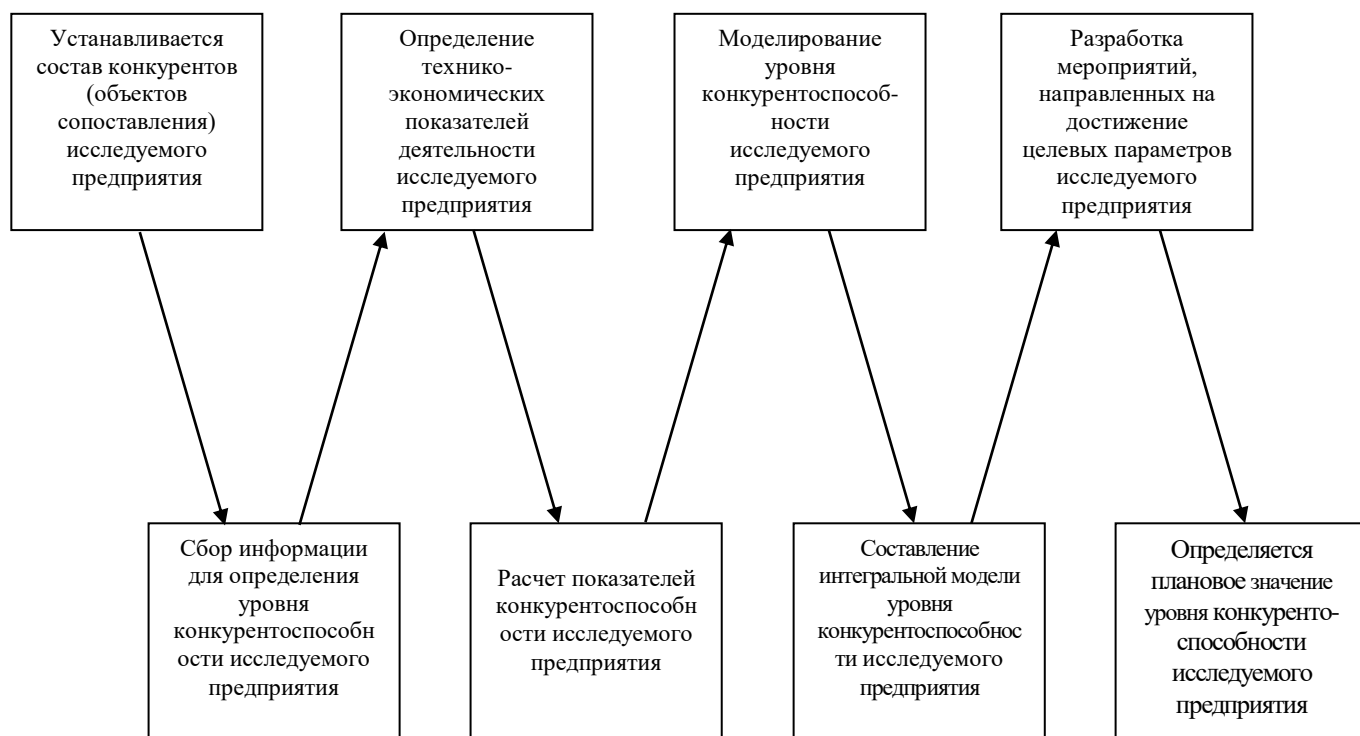 Устанавливается
состав конкурентов
(объектов
сопоставления)
исследуемого
предприятия
Определение
технико-
экономических
показателей
деятельности
исследуемого
предприятия
Моделирование
уровня
конкурентоспособ-
ности
исследуемого
предприятия
Разработка
мероприятий,
направленных на
достижение
целевых параметров
исследуемого
предприятия
Сбор информации
для определения
уровня
конкурентоспособн
ости исследуемого
предприятия
Расчет показателей
конкурентоспособн
ости исследуемого
предприятия
Составление
интегральной модели
уровня
конкурентоспособнос
ти исследуемого
предприятия
Определяется
плановое значение
уровня конкуренто-
способности
исследуемого
предприятия